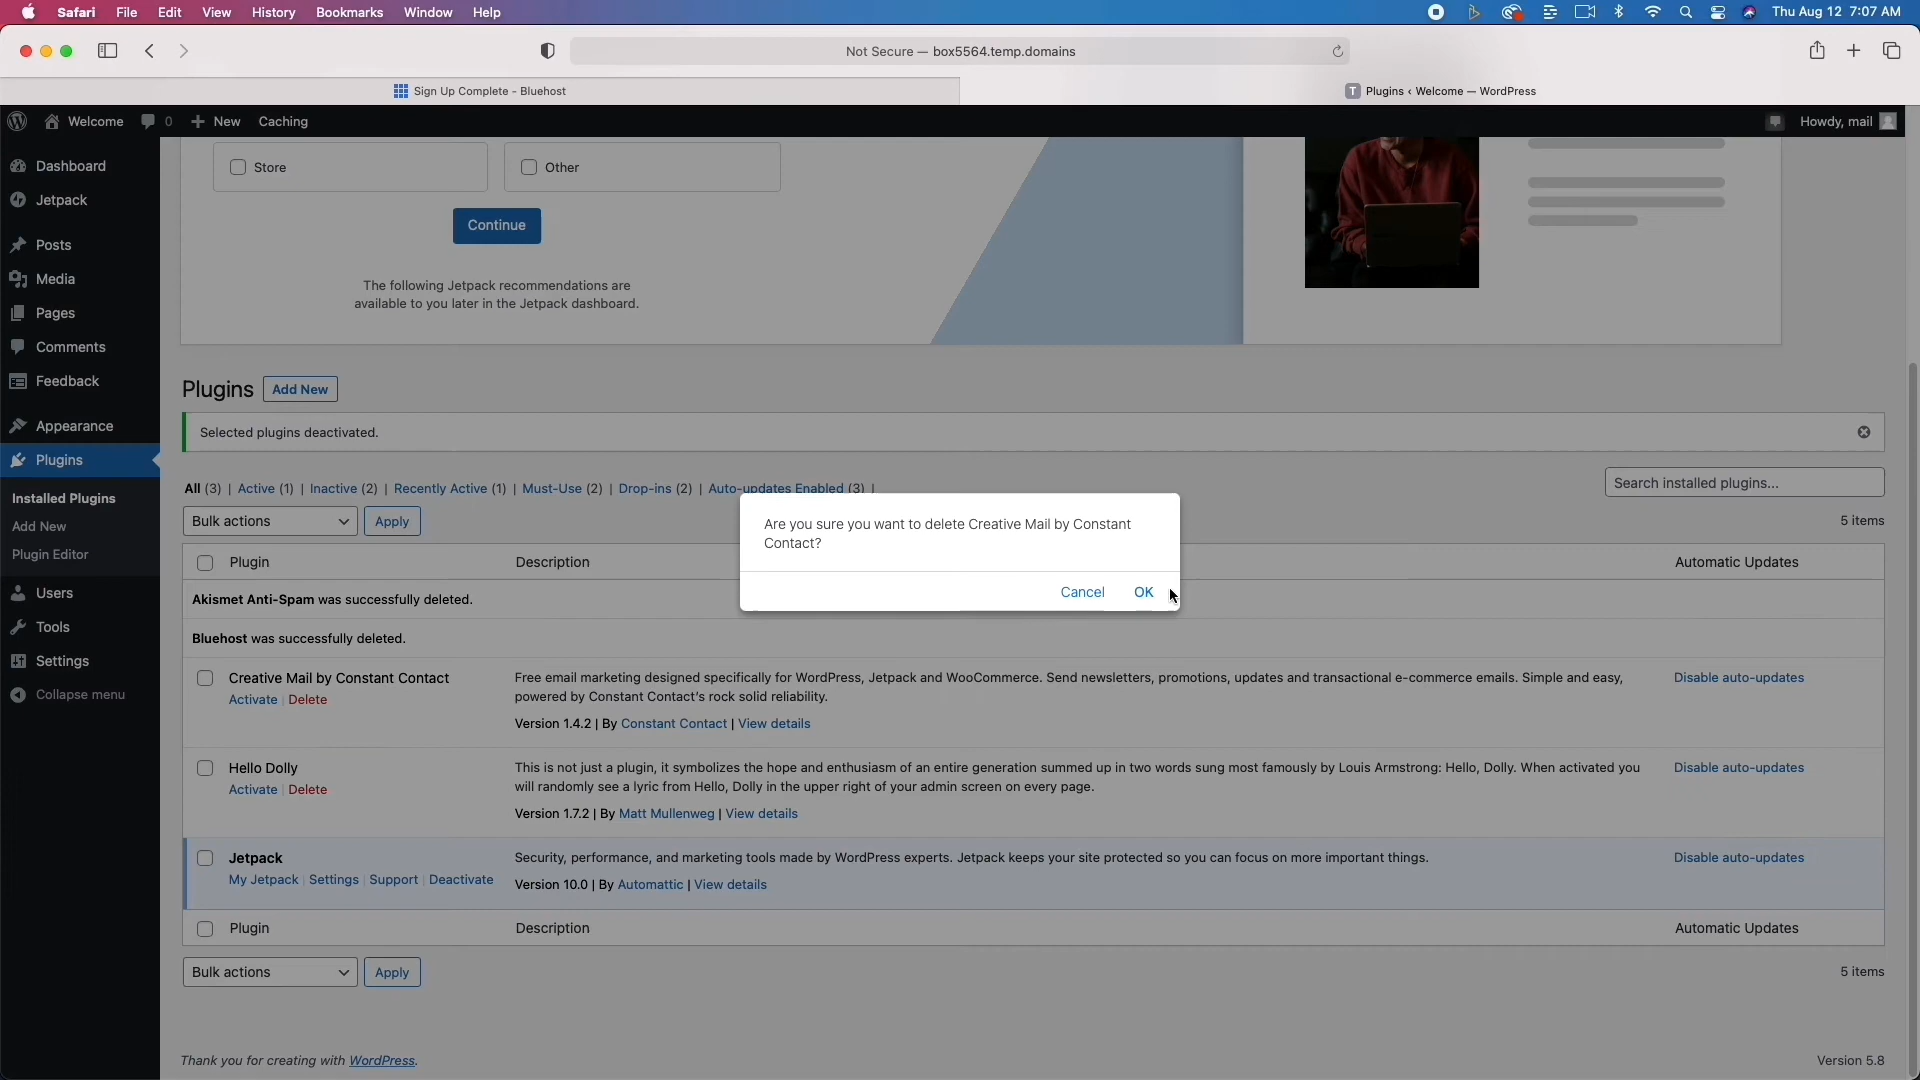 Safari File Edit View History Bookmarks Window Help
Thu Aug 12 7:07 AM
Not Secure — box5564.temp.domains
Sign Up Complete - Bluehost
T Plugins ‹ Welcome — WordPress
Welcome 0 New Caching
Howdy, mail
Dashboard
Jetpack
Posts
Media
Pages
Comments
Feedback
Appearance
Plugins
Installed Plugins
Add New
Plugin Editor
Users
Tools
Settings
Collapse menu
Store
Other
Continue
The following Jetpack recommendations are
available to you later in the Jetpack dashboard.
Plugins Add New
Selected plugins deactivated.
All (3) | Active (1) | Inactive (2) | Recently Active (1) | Must-Use (2) | Drop-ins (2) | Auto-updates Enabled (3) |
Search installed plugins...
Bulk actions Apply
5 items
Are you sure you want to delete Creative Mail by Constant
Contact?
Cancel OK
Plugin Description Automatic Updates
Akismet Anti-Spam was successfully deleted.
Bluehost was successfully deleted.
Creative Mail by Constant Contact
Activate | Delete
Free email marketing designed specifically for WordPress, Jetpack and WooCommerce. Send newsletters, promotions, updates and transactional e-commerce emails. Simple and easy,
powered by Constant Contact's rock solid reliability.
Version 1.4.2 | By Constant Contact | View details
Disable auto-updates
Hello Dolly
Activate | Delete
This is not just a plugin, it symbolizes the hope and enthusiasm of an entire generation summed up in two words sung most famously by Louis Armstrong: Hello, Dolly. When activated you
will randomly see a lyric from Hello, Dolly in the upper right of your admin screen on every page.
Version 1.7.2 | By Matt Mullenweg | View details
Disable auto-updates
Jetpack
My Jetpack | Settings | Support | Deactivate
Security, performance, and marketing tools made by WordPress experts. Jetpack keeps your site protected so you can focus on more important things.
Version 10.0 | By Automattic | View details
Disable auto-updates
Plugin Description Automatic Updates
Bulk actions Apply
5 items
Thank you for creating with WordPress.
Version 5.8